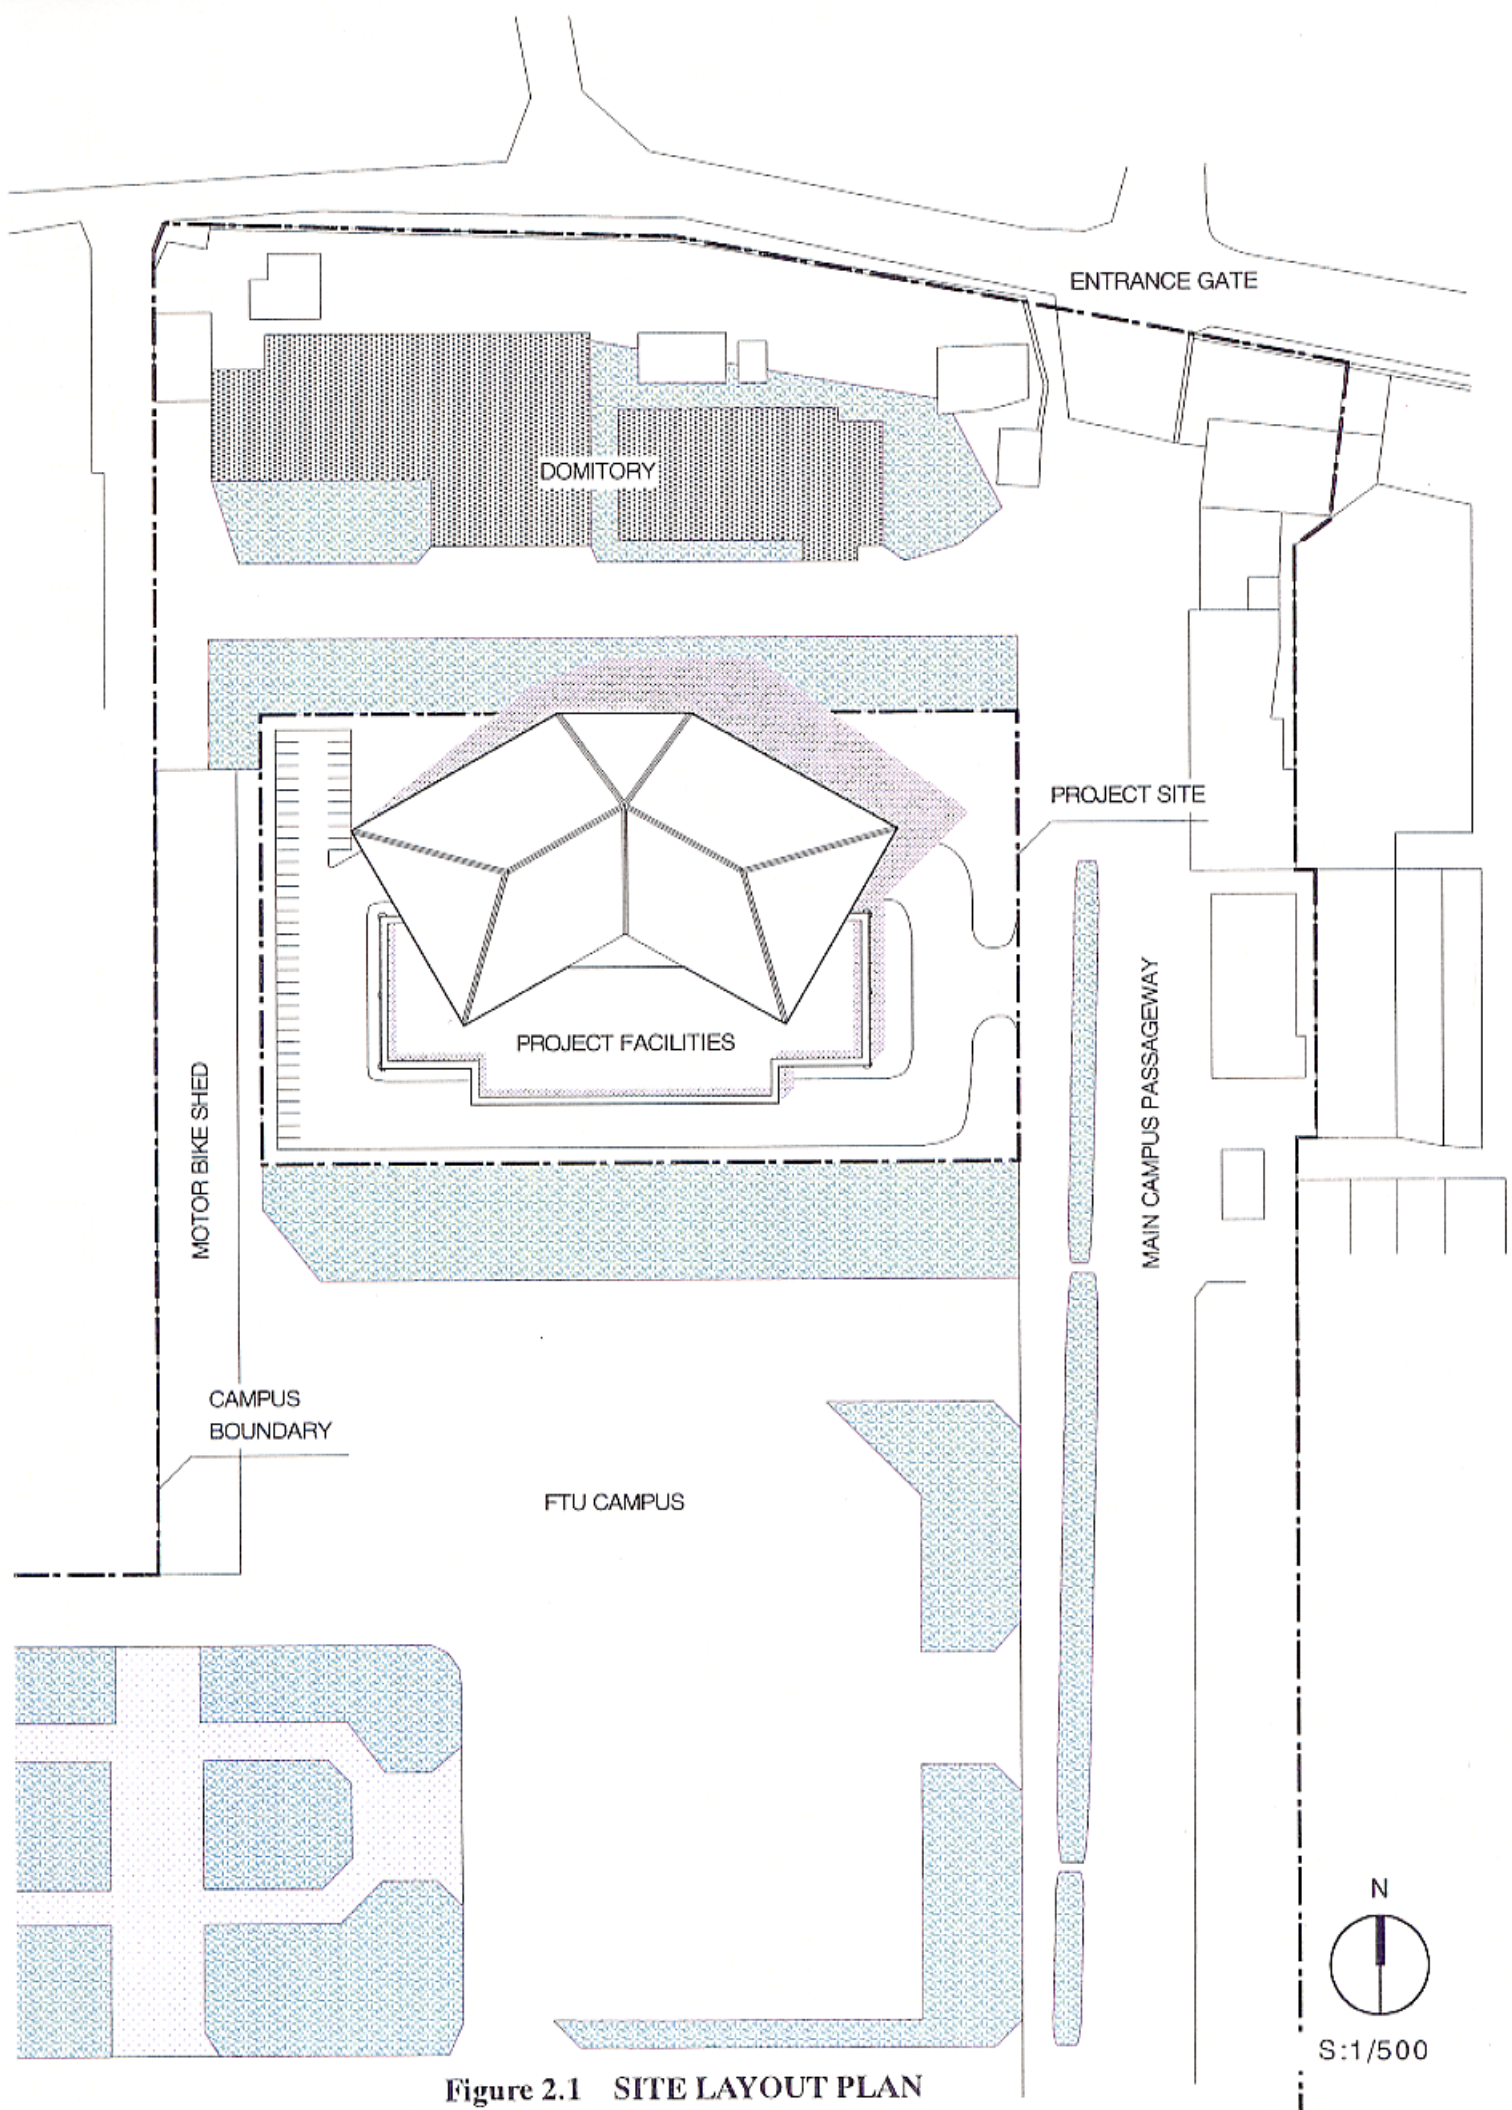 ENTRANCE GATE
DOMITORY
PROJECT SITE
PROJECT FACILITIES
MOTOR BIKE SHED
MAIN CAMPUS PASSAGEWAY
CAMPUS
BOUNDARY
FTU CAMPUS
N
S:1/500
Figure 2.1 SITE LAYOUT PLAN